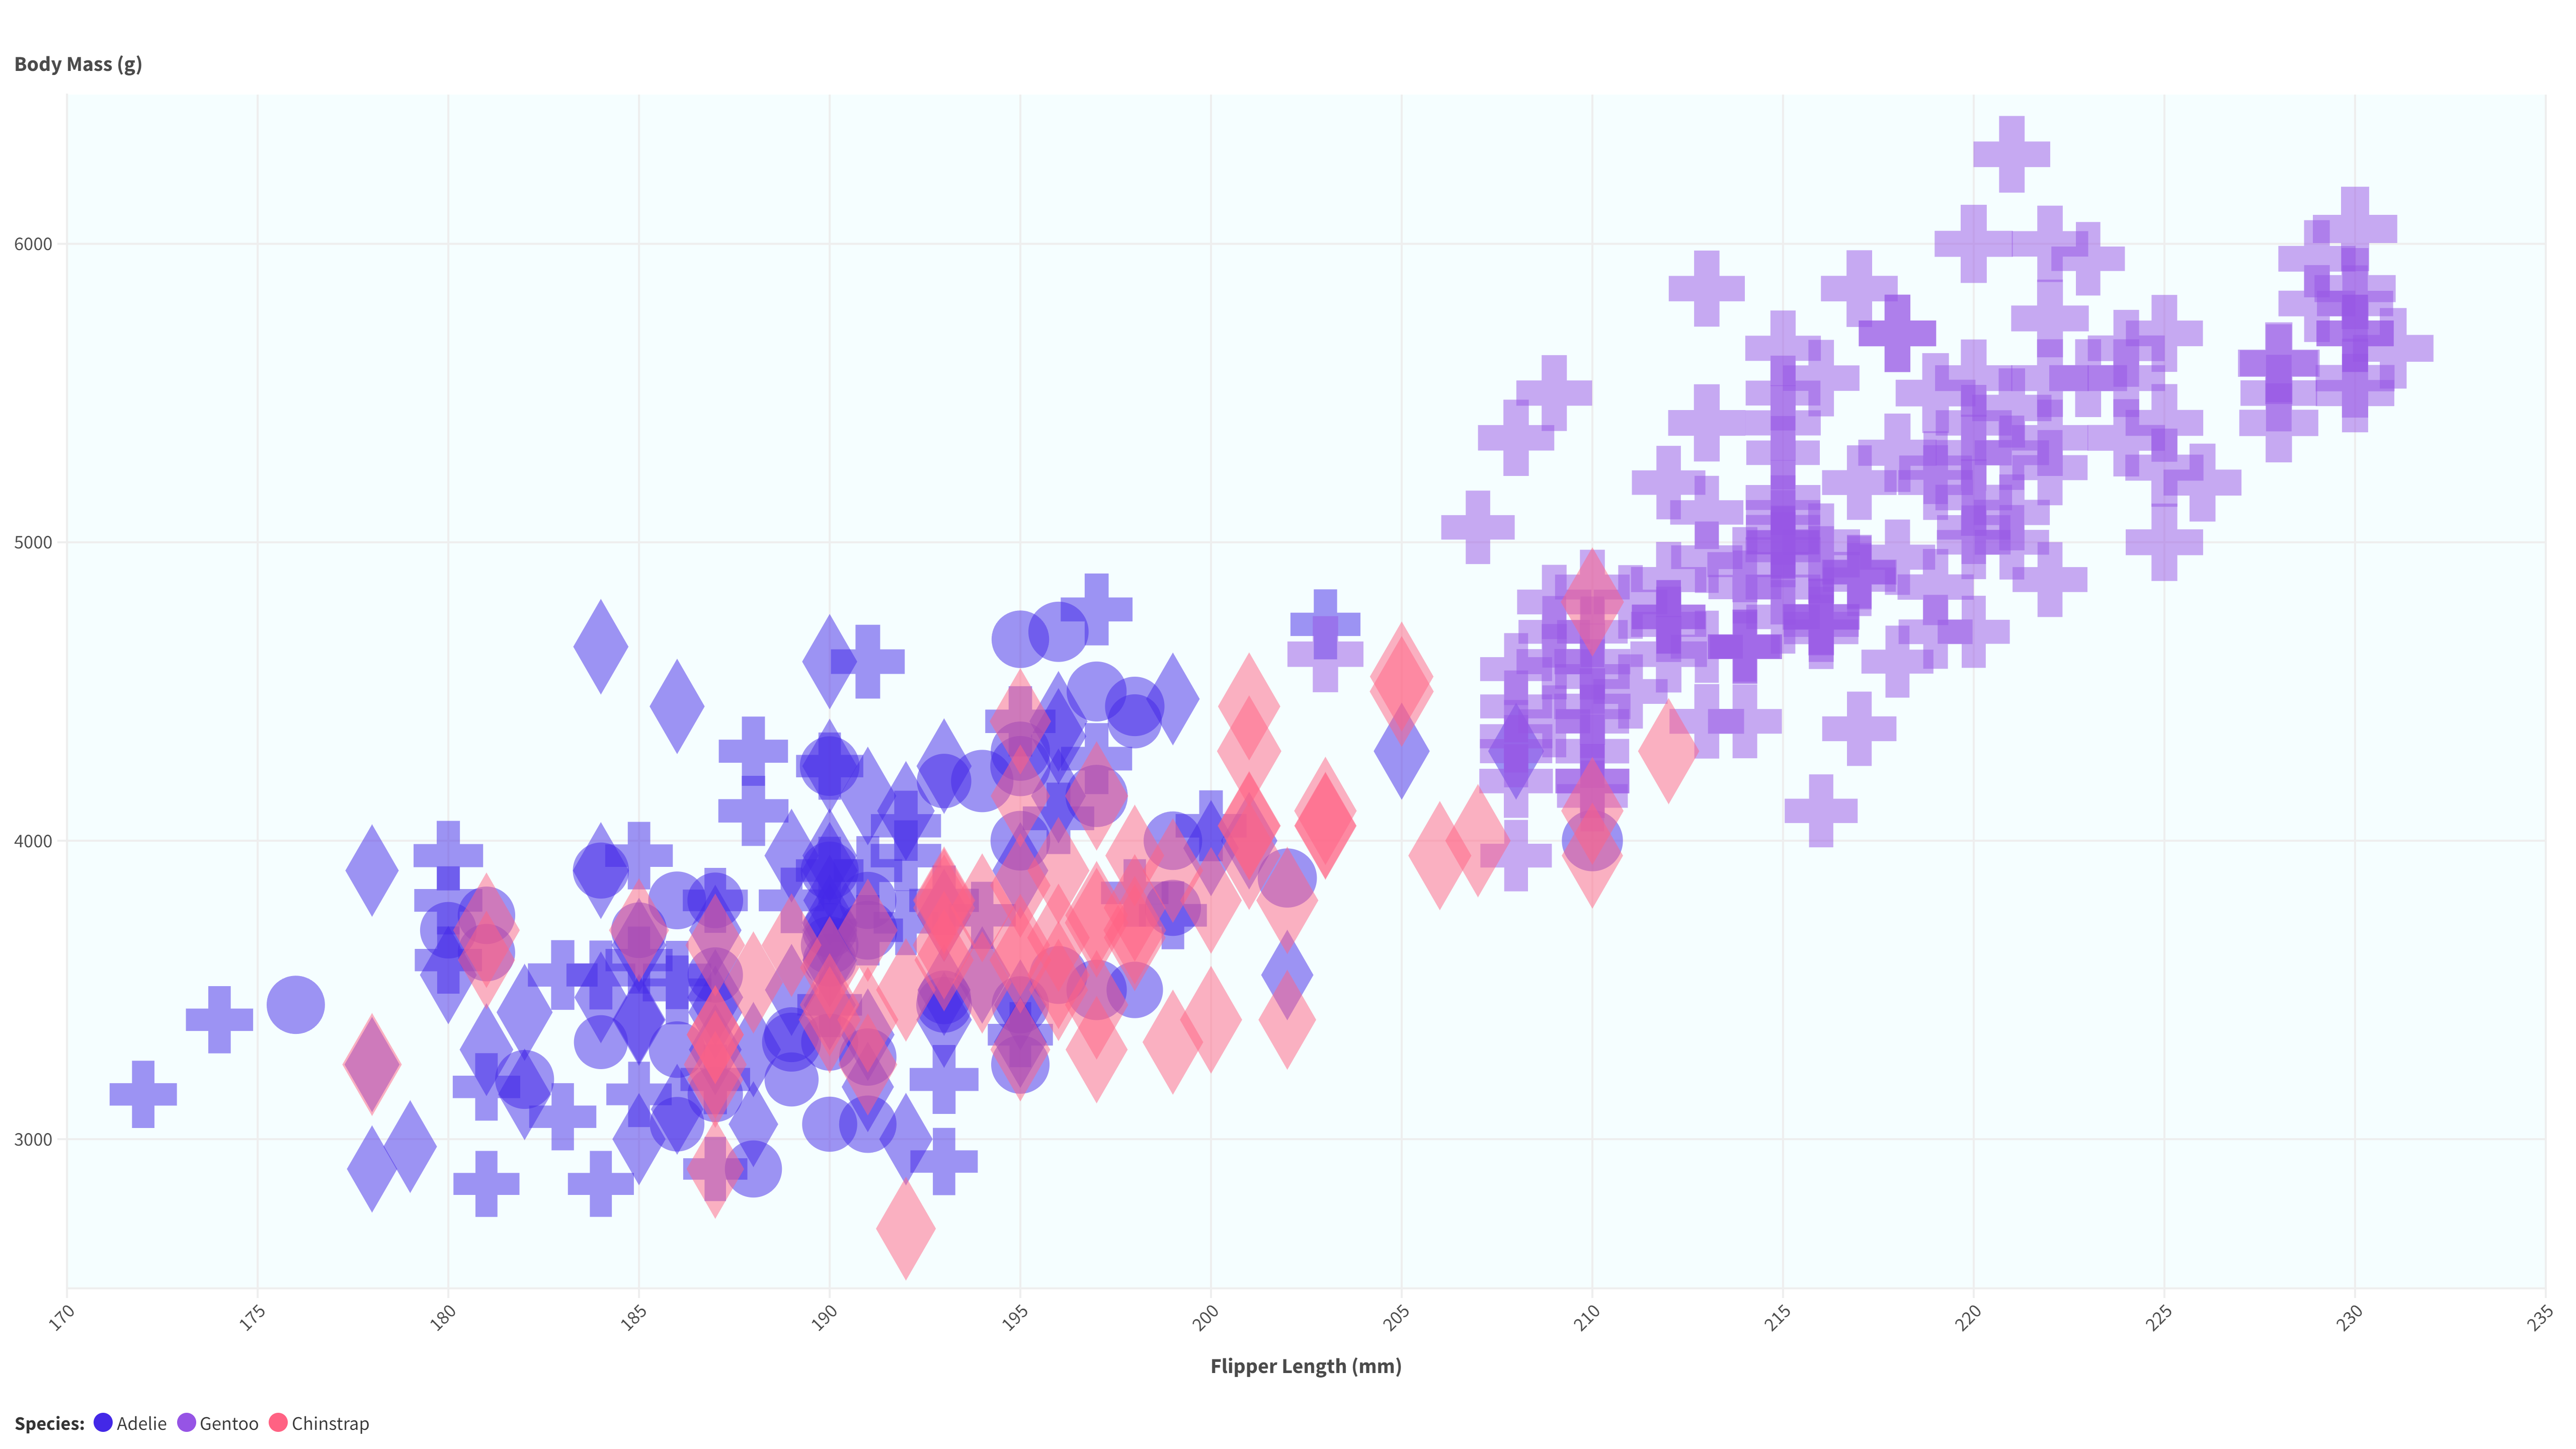 Body Mass (g)
6000
5000
4000
3000
170 175 180 185 190 195 200 205 210 215 220 225 230 235
Flipper Length (mm)
Species: Adelie Gentoo Chinstrap